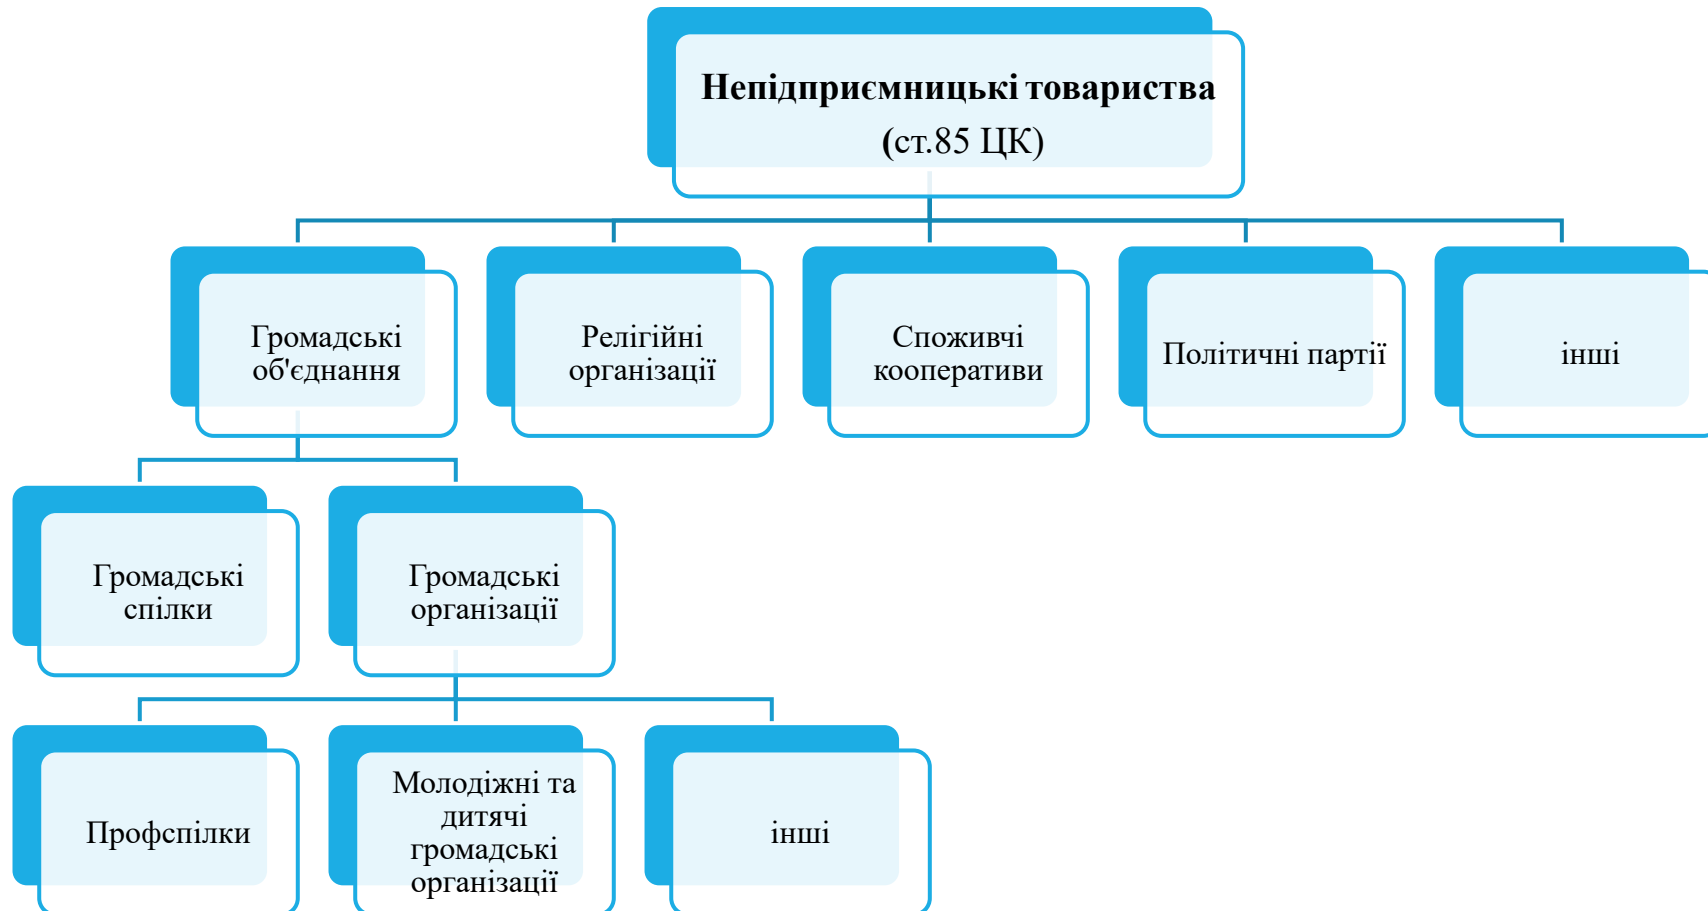 Непідприємницькі товариства
(ст.85 ЦК)
Громадські
об'єднання
Релігійні
організації
Споживчі
кооперативи
Політичні партії
інші
Громадські
спілки
Громадські
організації
Профспілки
Молодіжні та
дитячі
громадські
організації
інші